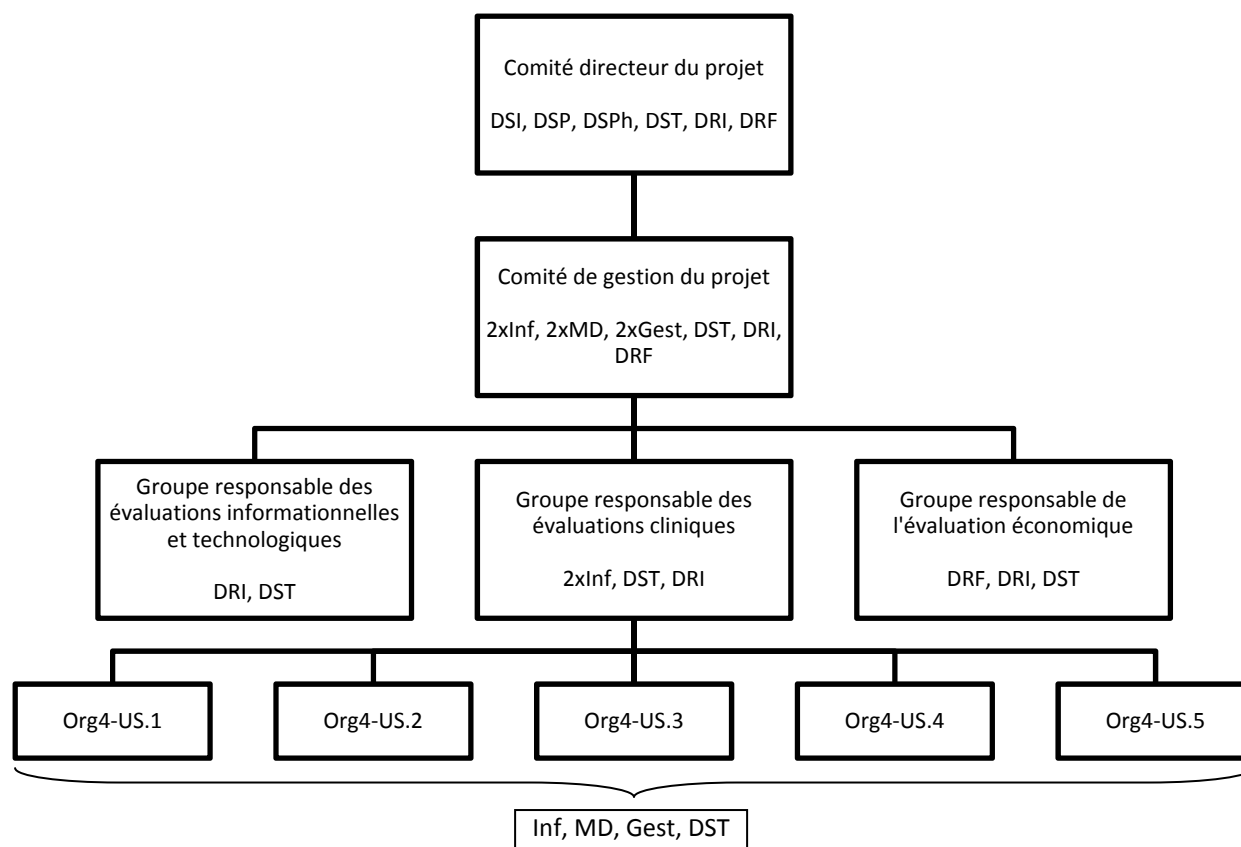 Comité directeur du projet
DSI, DSP, DSPh, DST, DRI, DRF
Comité de gestion du projet
2xInf, 2xMD, 2xGest, DST, DRI,
DRF
Groupe responsable des
évaluations informationnelles
et technologiques
DRI, DST
Groupe responsable des
évaluations cliniques
2xInf, DST, DRI
Groupe responsable de
l'évaluation économique
DRF, DRI, DST
Org4-US.1
Org4-US.2
Org4-US.3
Org4-US.4
Org4-US.5
Inf, MD, Gest, DST